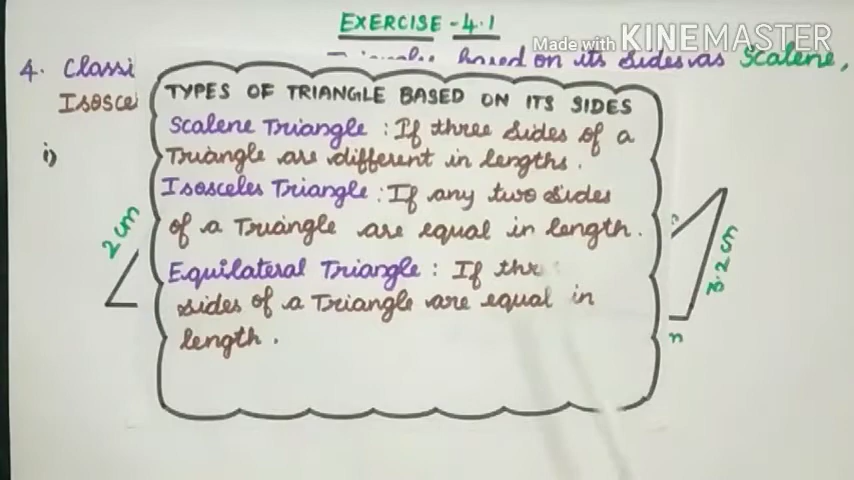 EXERCISE - 4.1
Made with KINEMASTER
4. Classi based on its sides as Scalene,
Isosce
i)
TYPES OF TRIANGLE BASED ON ITS SIDES
Scalene Triangle : If three sides of a
Triangle are different in lengths.
Isosceles Triangle : If any two sides
of a Triangle are equal in length.
Equilateral Triangle : If thr
sides of a Triangle are equal in
length.
2 cm
3.2 cm